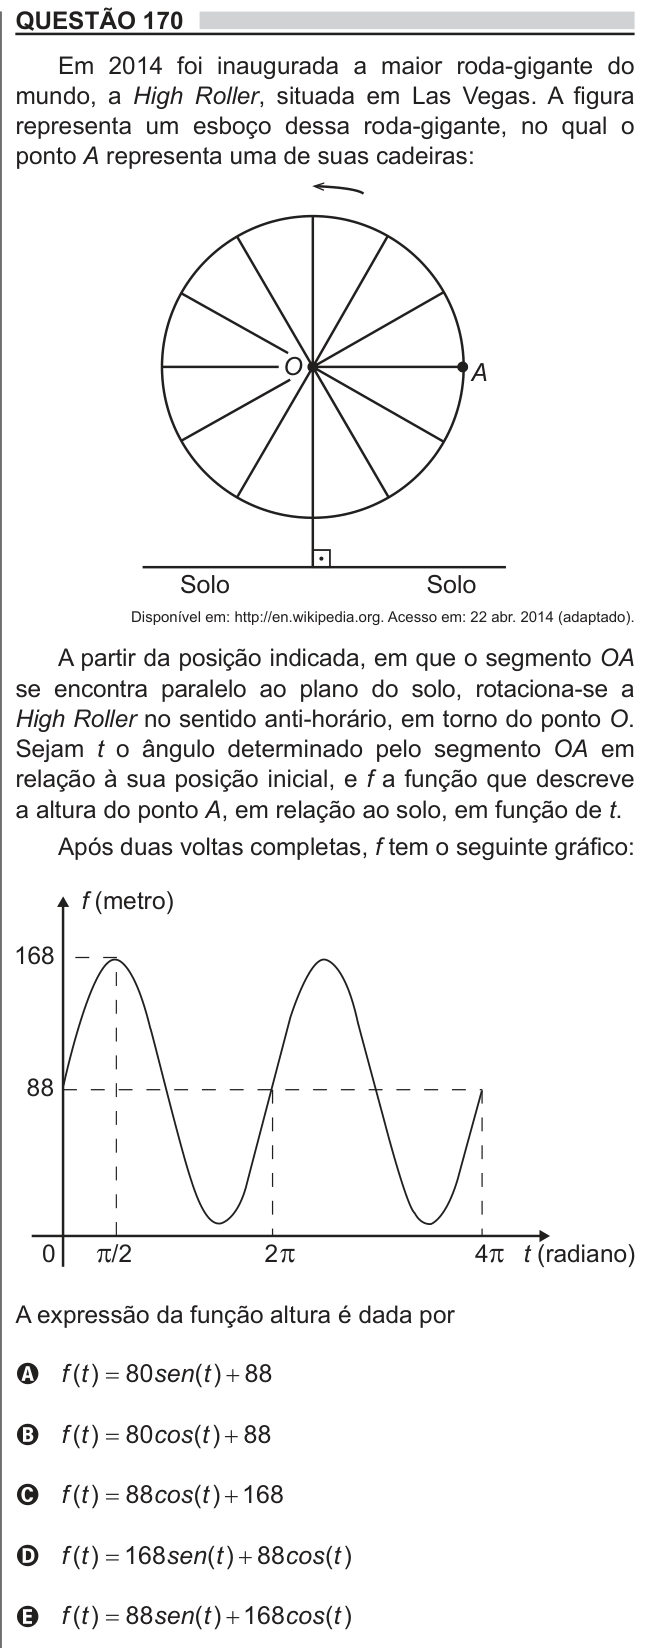 QUESTÃO 170
Em 2014 foi inaugurada a maior roda-gigante do
mundo, a High Roller, situada em Las Vegas. A figura
representa um esboço dessa roda-gigante, no qual o
ponto A representa uma de suas cadeiras:
O
A
Solo Solo
Disponível em: http://en.wikipedia.org. Acesso em: 22 abr. 2014 (adaptado).
A partir da posição indicada, em que o segmento OA
se encontra paralelo ao plano do solo, rotaciona-se a
High Roller no sentido anti-horário, em torno do ponto O.
Sejam t o ângulo determinado pelo segmento OA em
relação à sua posição inicial, e f a função que descreve
a altura do ponto A, em relação ao solo, em função de t.
Após duas voltas completas, f tem o seguinte gráfico:
f (metro)
168
88
0 π/2 2π 4π t (radiano)
A expressão da função altura é dada por
A f(t) = 80sen(t) + 88
B f(t) = 80cos(t) + 88
C f(t) = 88cos(t) + 168
D f(t) = 168sen(t) + 88cos(t)
E f(t) = 88sen(t) + 168cos(t)